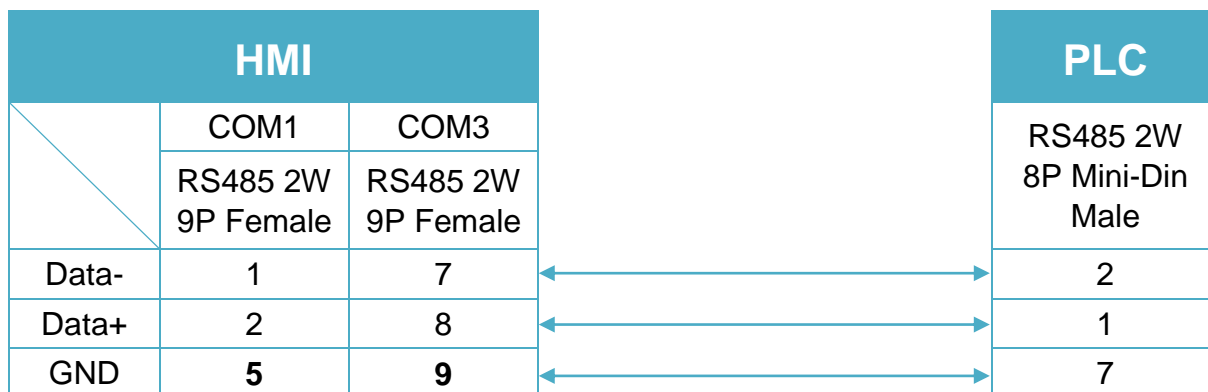 HMI PLC
COM1 COM3
RS485 2W RS485 2W RS485 2W
9P Female 9P Female 8P Mini-Din
Male
Data- 1 7 2
Data+ 2 8 1
GND 5 9 7